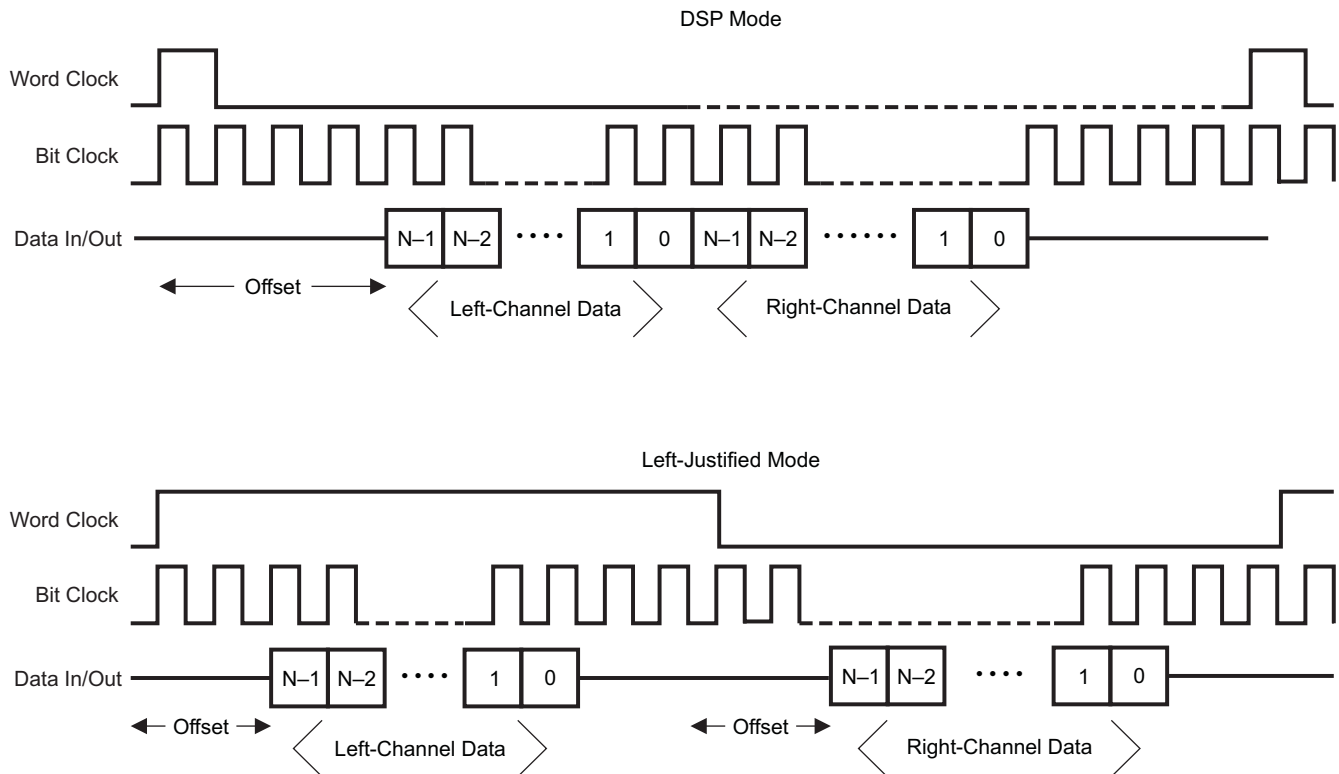 DSP Mode
Word Clock
Bit Clock
Data In/Out
N–1 N–2 •••• 1 0 N–1 N–2 •••••• 1 0
Offset
Left-Channel Data
Right-Channel Data
Left-Justified Mode
Word Clock
Bit Clock
Data In/Out
N–1 N–2 •••• 1 0 N–1 N–2 •••• 1 0
Offset Offset
Left-Channel Data Right-Channel Data